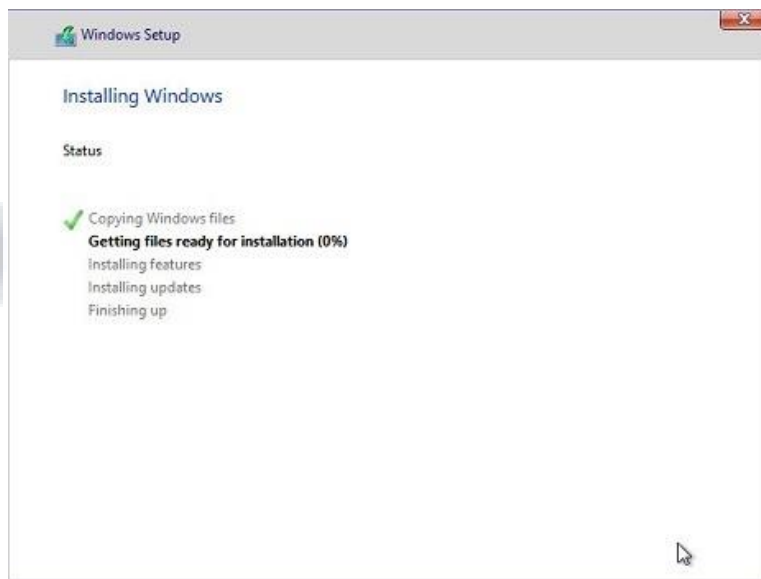 Windows Setup
Installing Windows
Status
Copying Windows files
Getting files ready for installation (0%)
Installing features
Installing updates
Finishing up